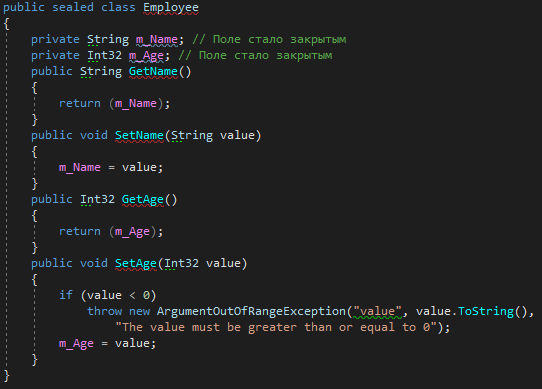 public sealed class Employee
{
    private String m_Name; // Поле стало закрытым
    private Int32 m_Age; // Поле стало закрытым
    public String GetName()
    {
        return (m_Name);
    }
    public void SetName(String value)
    {
        m_Name = value;
    }
    public Int32 GetAge()
    {
        return (m_Age);
    }
    public void SetAge(Int32 value)
    {
        if (value < 0)
            throw new ArgumentOutOfRangeException("value", value.ToString(),
                "The value must be greater than or equal to 0");
        m_Age = value;
    }
}